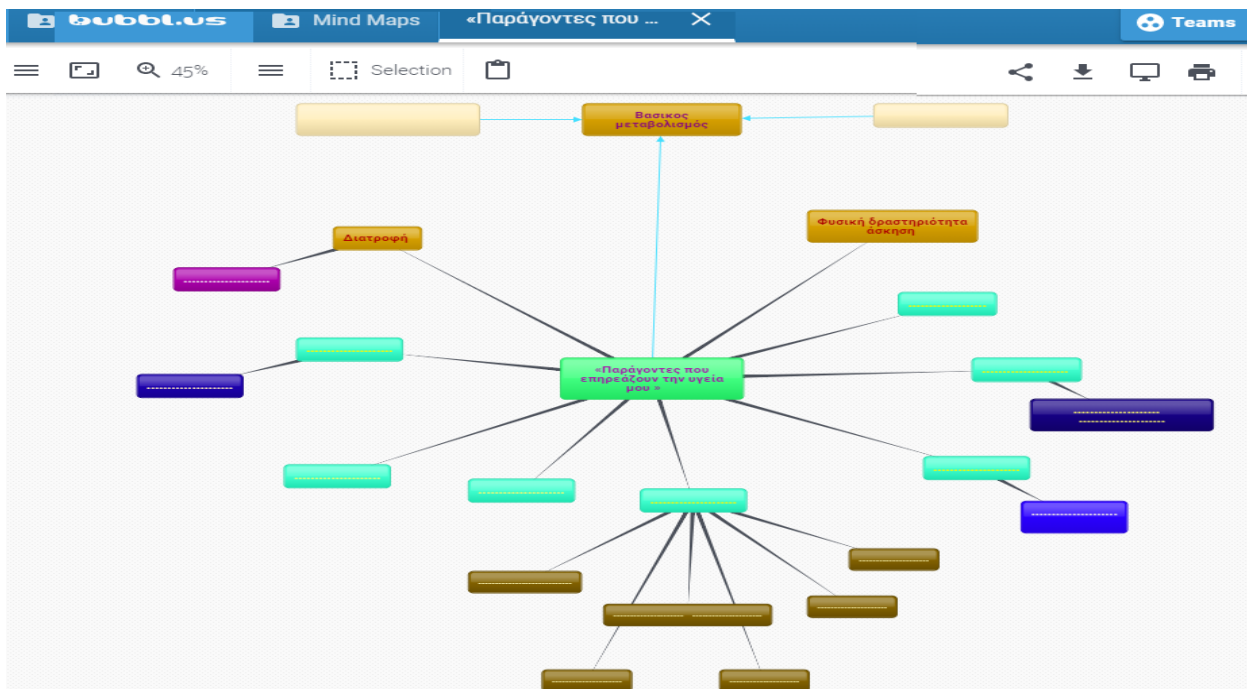 bubbl.us
Mind Maps
«Παράγοντες που ...
Teams
45%
Selection
Βασικος
μεταβολισμός
Φυσική δραστηριότητα
άσκηση
Διατροφή
«Παράγοντες που
επηρεάζουν την υγεία
μου »